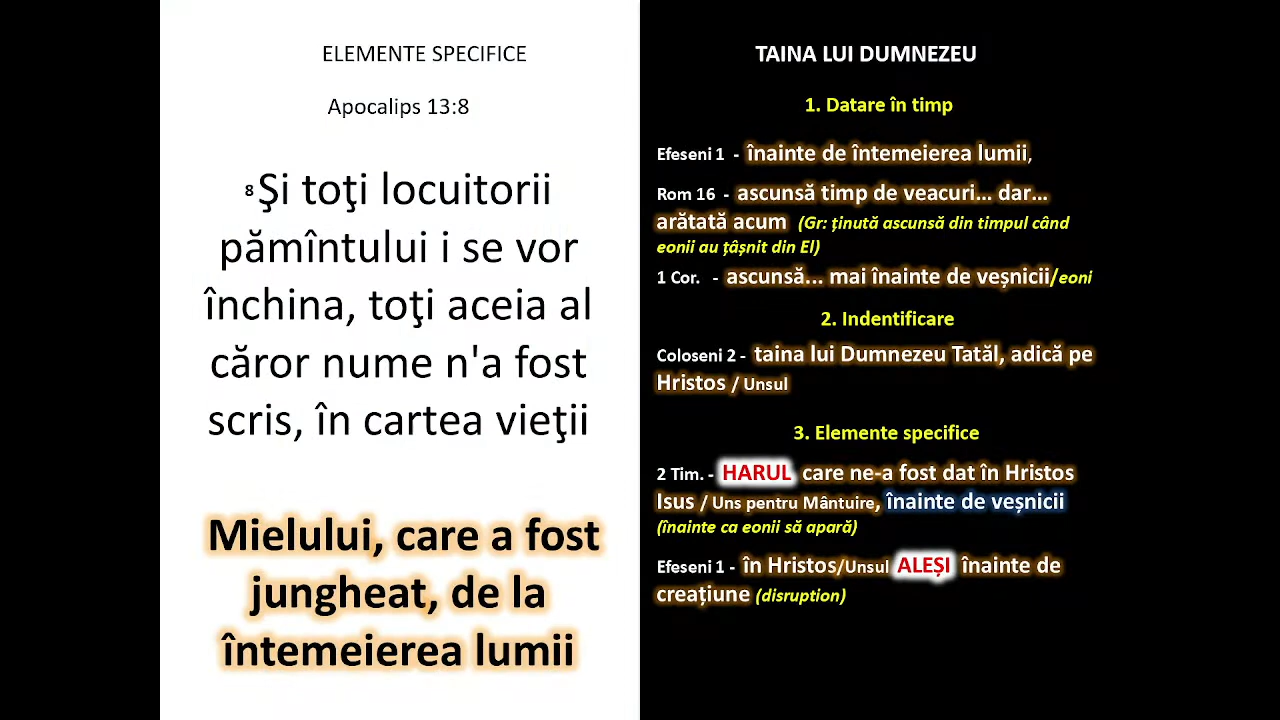 ELEMENTE SPECIFICE
Apocalips 13:8
8 Şi toţi locuitorii
pămîntului i se vor
închina, toţi aceia al
căror nume n'a fost
scris, în cartea vieţii
Mielului, care a fost
jungheat, de la
întemeierea lumii
TAINA LUI DUMNEZEU
1. Datare în timp
Efeseni 1 - înainte de întemeierea lumii,
Rom 16 - ascunsă timp de veacuri... dar...
arătată acum (Gr: ținută ascunsă din timpul când
eonii au țâșnit din El)
1 Cor. - ascunsă... mai înainte de veșnicii/eoni
2. Indentificare
Coloseni 2 - taina lui Dumnezeu Tatăl, adică pe
Hristos / Unsul
3. Elemente specifice
2 Tim. - HARUL care ne-a fost dat în Hristos
Isus / Uns pentru Mântuire, înainte de veșnicii
(înainte ca eonii să apară)
Efeseni 1 - în Hristos/Unsul ALEȘI înainte de
creațiune (disruption)